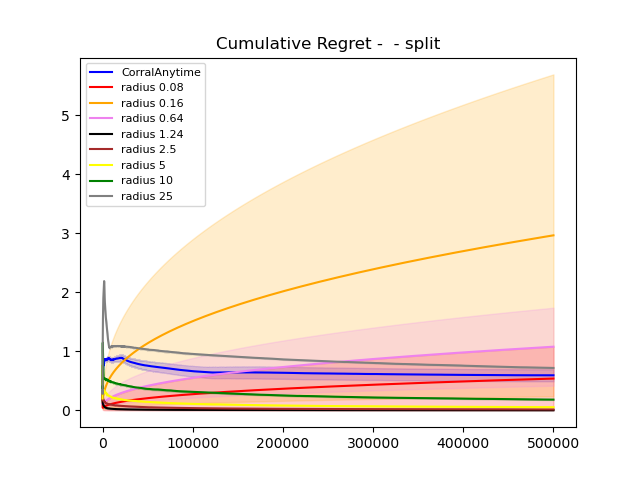 Cumulative Regret -  - split
CorralAnytime
radius 0.08
radius 0.16
radius 0.64
radius 1.24
radius 2.5
radius 5
radius 10
radius 25
5
4
3
2
1
0
0 100000 200000 300000 400000 500000